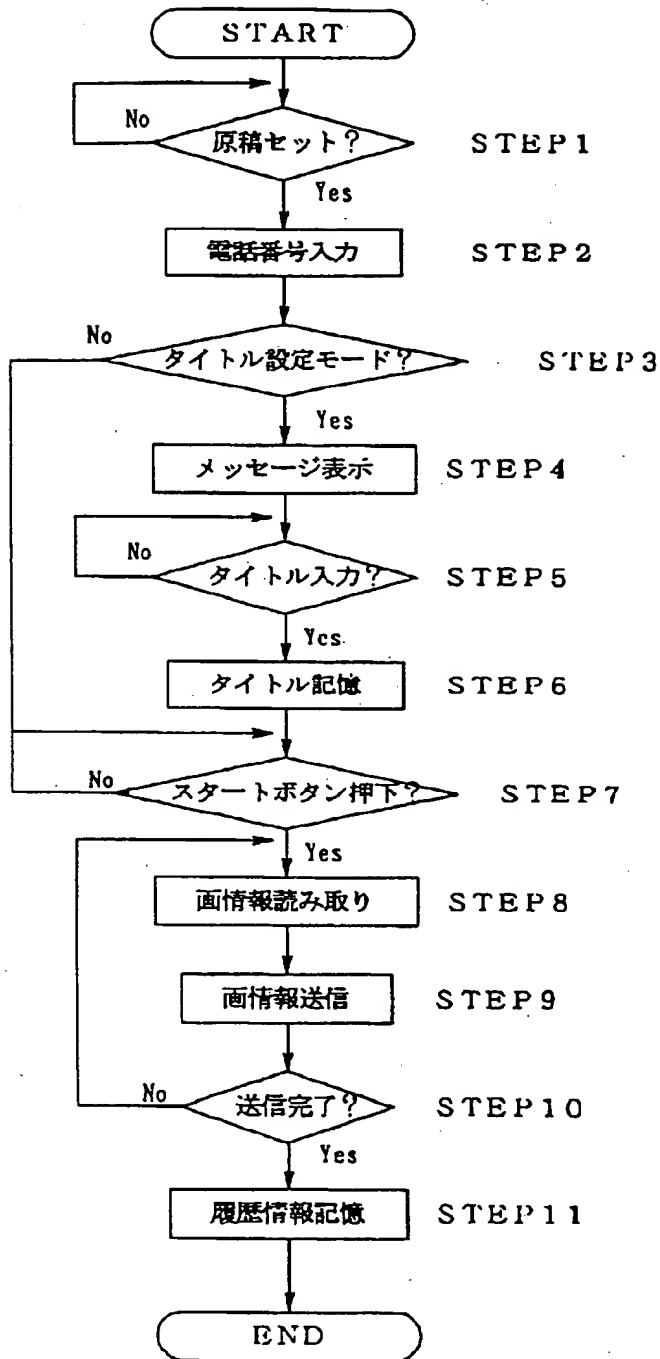 START
No
原稿セット?
STEP1
Yes
電話番号入力
STEP2
No
タイトル設定モード?
STEP3
Yes
メッセージ表示
STEP4
No
タイトル入力?
STEP5
Yes
タイトル記憶
STEP6
No
スタートボタン押下?
STEP7
Yes
画情報読み取り
STEP8
画情報送信
STEP9
No
送信完了?
STEP10
Yes
履歴情報記憶
STEP11
END